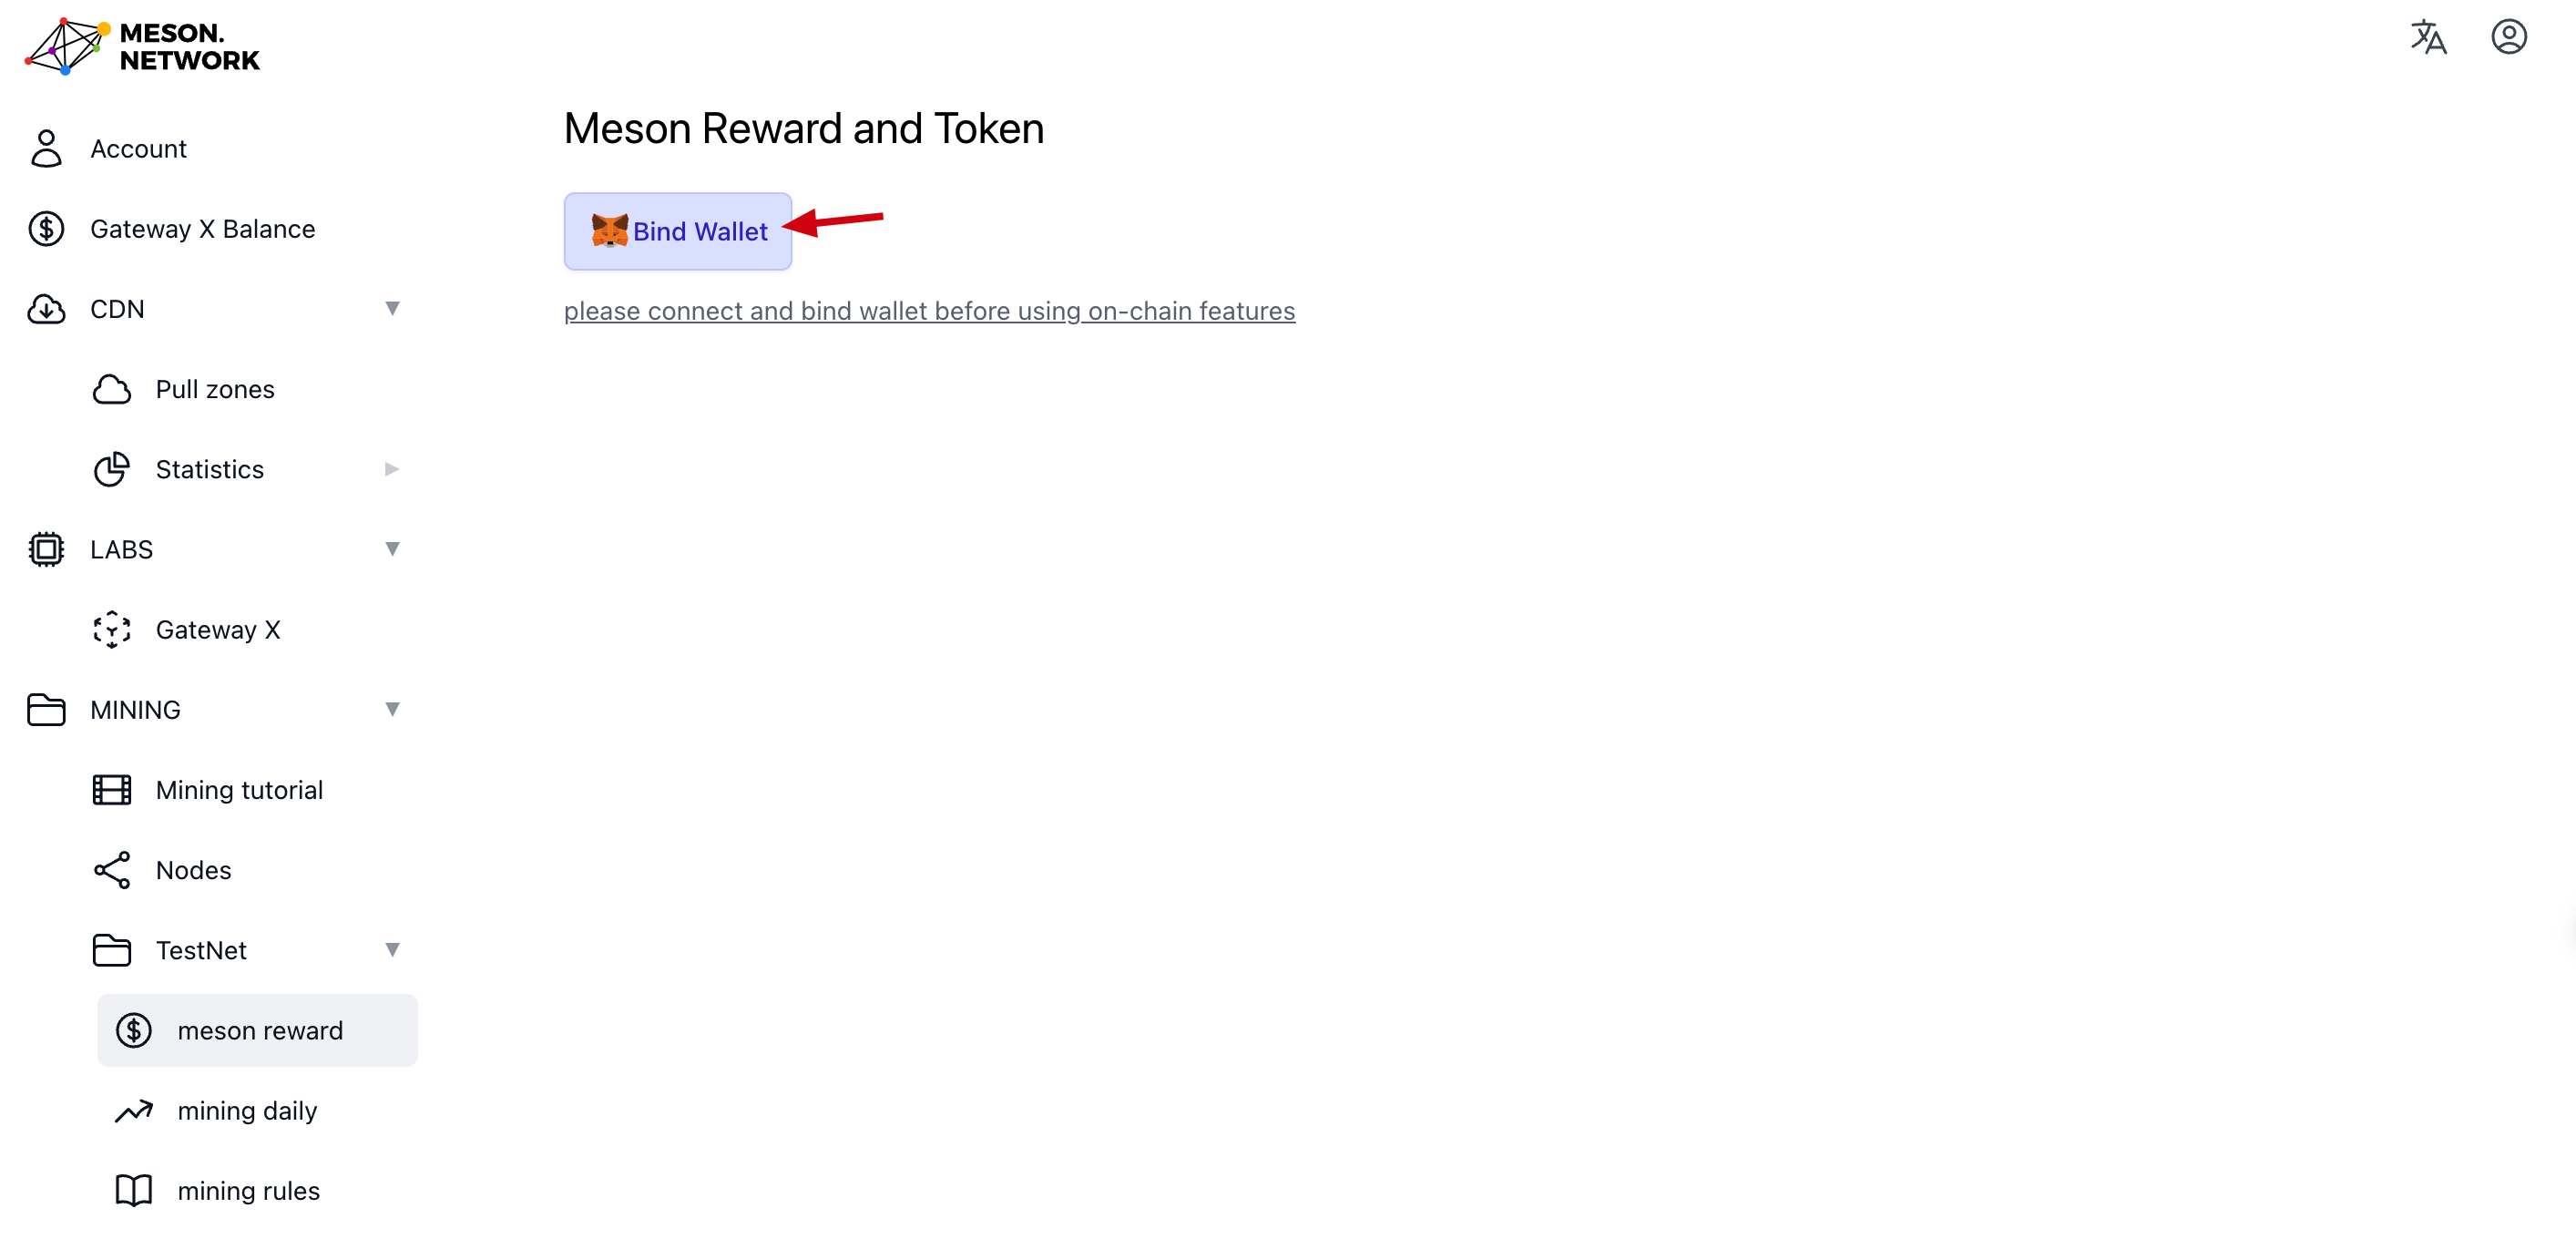 MESON.
NETWORK
Account
Gateway X Balance
CDN
Pull zones
Statistics
LABS
Gateway X
MINING
Mining tutorial
Nodes
TestNet
meson reward
mining daily
mining rules
Meson Reward and Token
Bind Wallet
please connect and bind wallet before using on-chain features